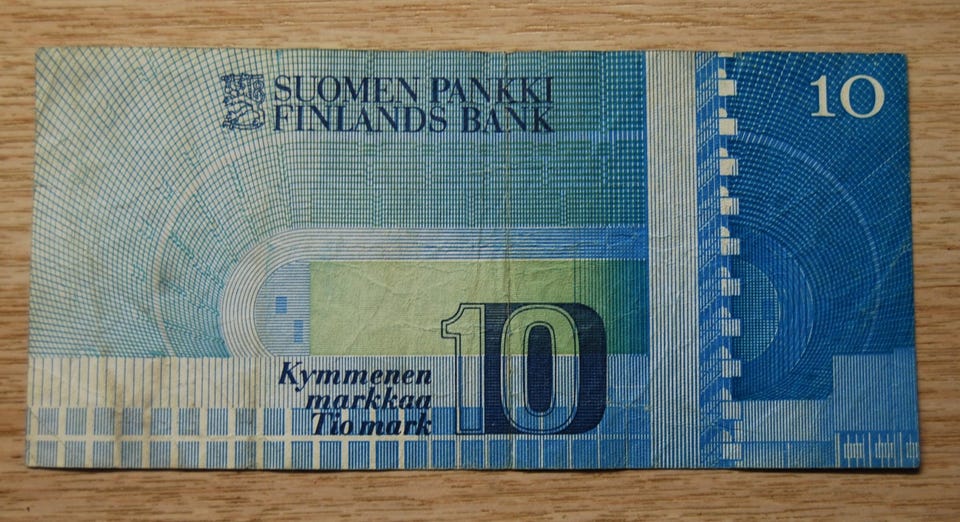 SUOMEN PANKKI
FINLANDS BANK
10
10
Kymmenen
markkaa
Tio mark